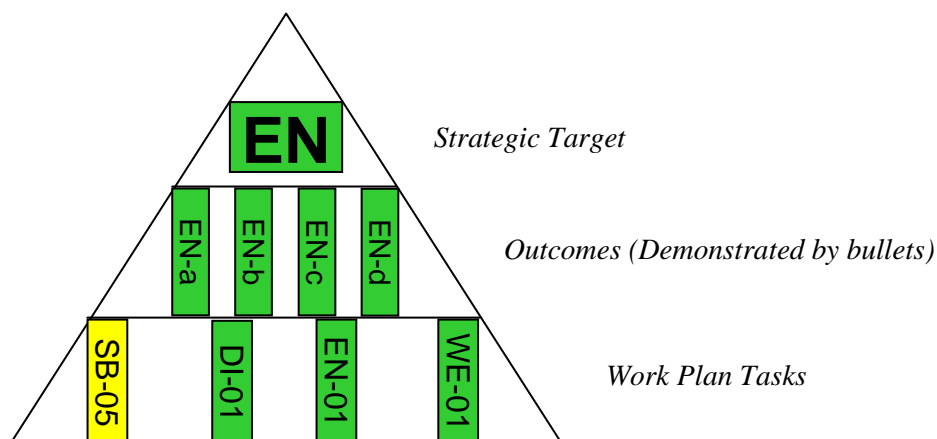 EN
Strategic Target
EN-a
EN-b
EN-c
EN-d
Outcomes (Demonstrated by bullets)
SB-05
DI-01
EN-01
WE-01
Work Plan Tasks